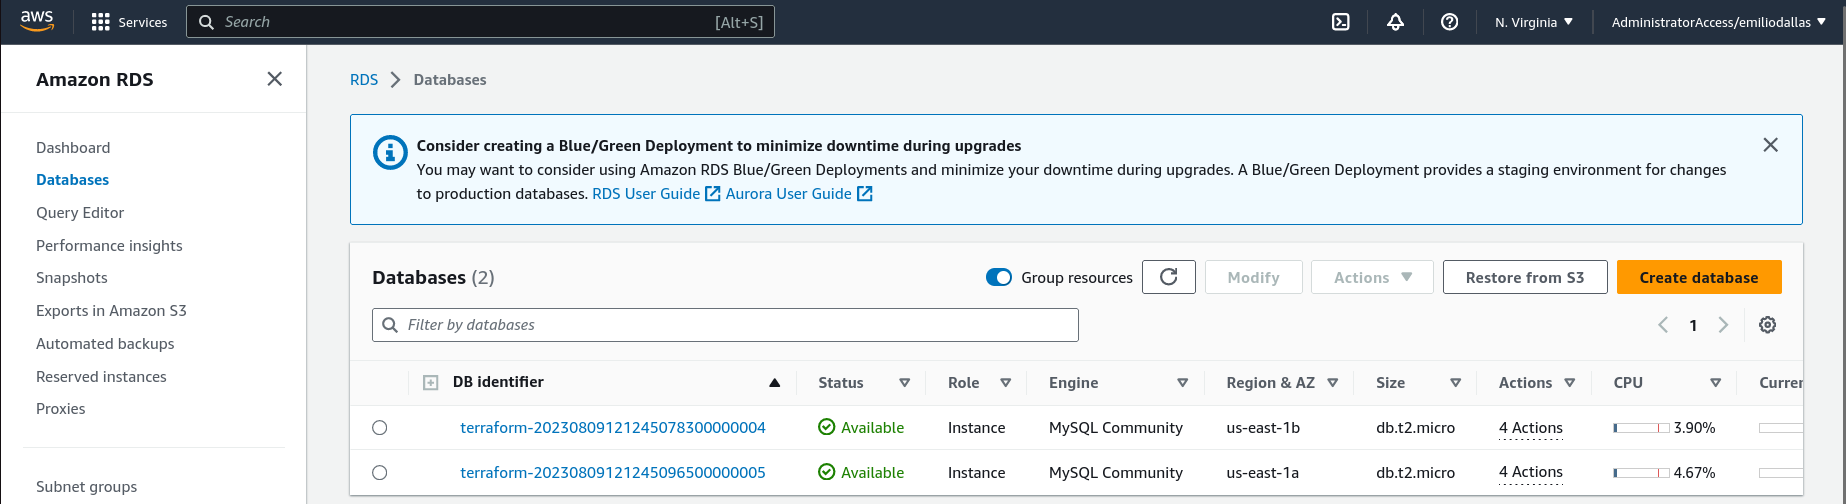 aws
Services
Search
[Alt+S]
N. Virginia
AdministratorAccess/emiliodallas
Amazon RDS
Dashboard
Databases
Query Editor
Performance insights
Snapshots
Exports in Amazon S3
Automated backups
Reserved instances
Proxies
Subnet groups
RDS > Databases
Consider creating a Blue/Green Deployment to minimize downtime during upgrades
You may want to consider using Amazon RDS Blue/Green Deployments and minimize your downtime during upgrades. A Blue/Green Deployment provides a staging environment for changes
to production databases. RDS User Guide Aurora User Guide
Databases (2)
Group resources
Modify
Actions
Restore from S3
Create database
Filter by databases
1
DB identifier Status Role Engine Region & AZ Size Actions CPU Curren
terraform-20230809121245078300000004 Available Instance MySQL Community us-east-1b db.t2.micro 4 Actions 3.90%
terraform-20230809121245096500000005 Available Instance MySQL Community us-east-1a db.t2.micro 4 Actions 4.67%